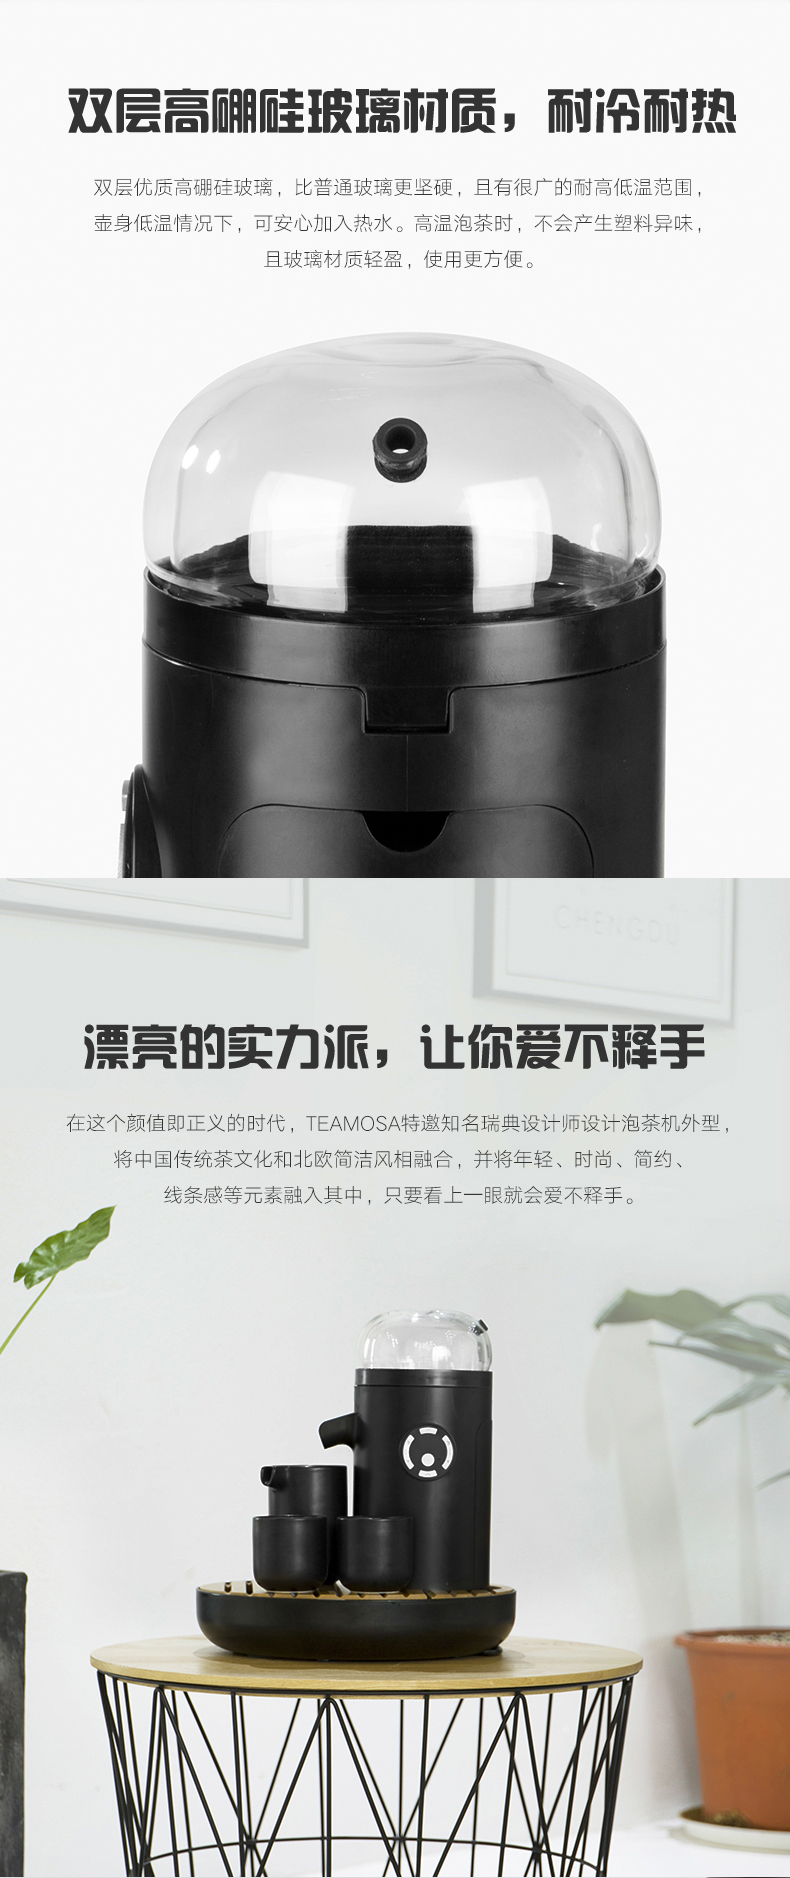 双层高硼硅玻璃材质，耐冷耐热
双层优质高硼硅玻璃，比普通玻璃更坚硬，且有很广的耐高低温范围，
壶身低温情况下，可安心加入热水。高温泡茶时，不会产生塑料异味，
且玻璃材质轻盈，使用更方便。
CHENGDU
漂亮的实力派，让你爱不释手
在这个颜值即正义的时代，TEAMOSA特邀知名瑞典设计师设计泡茶机外型，
将中国传统茶文化和北欧简洁风相融合，并将年轻、时尚、简约、
线条感等元素融入其中，只要看上一眼就会爱不释手。